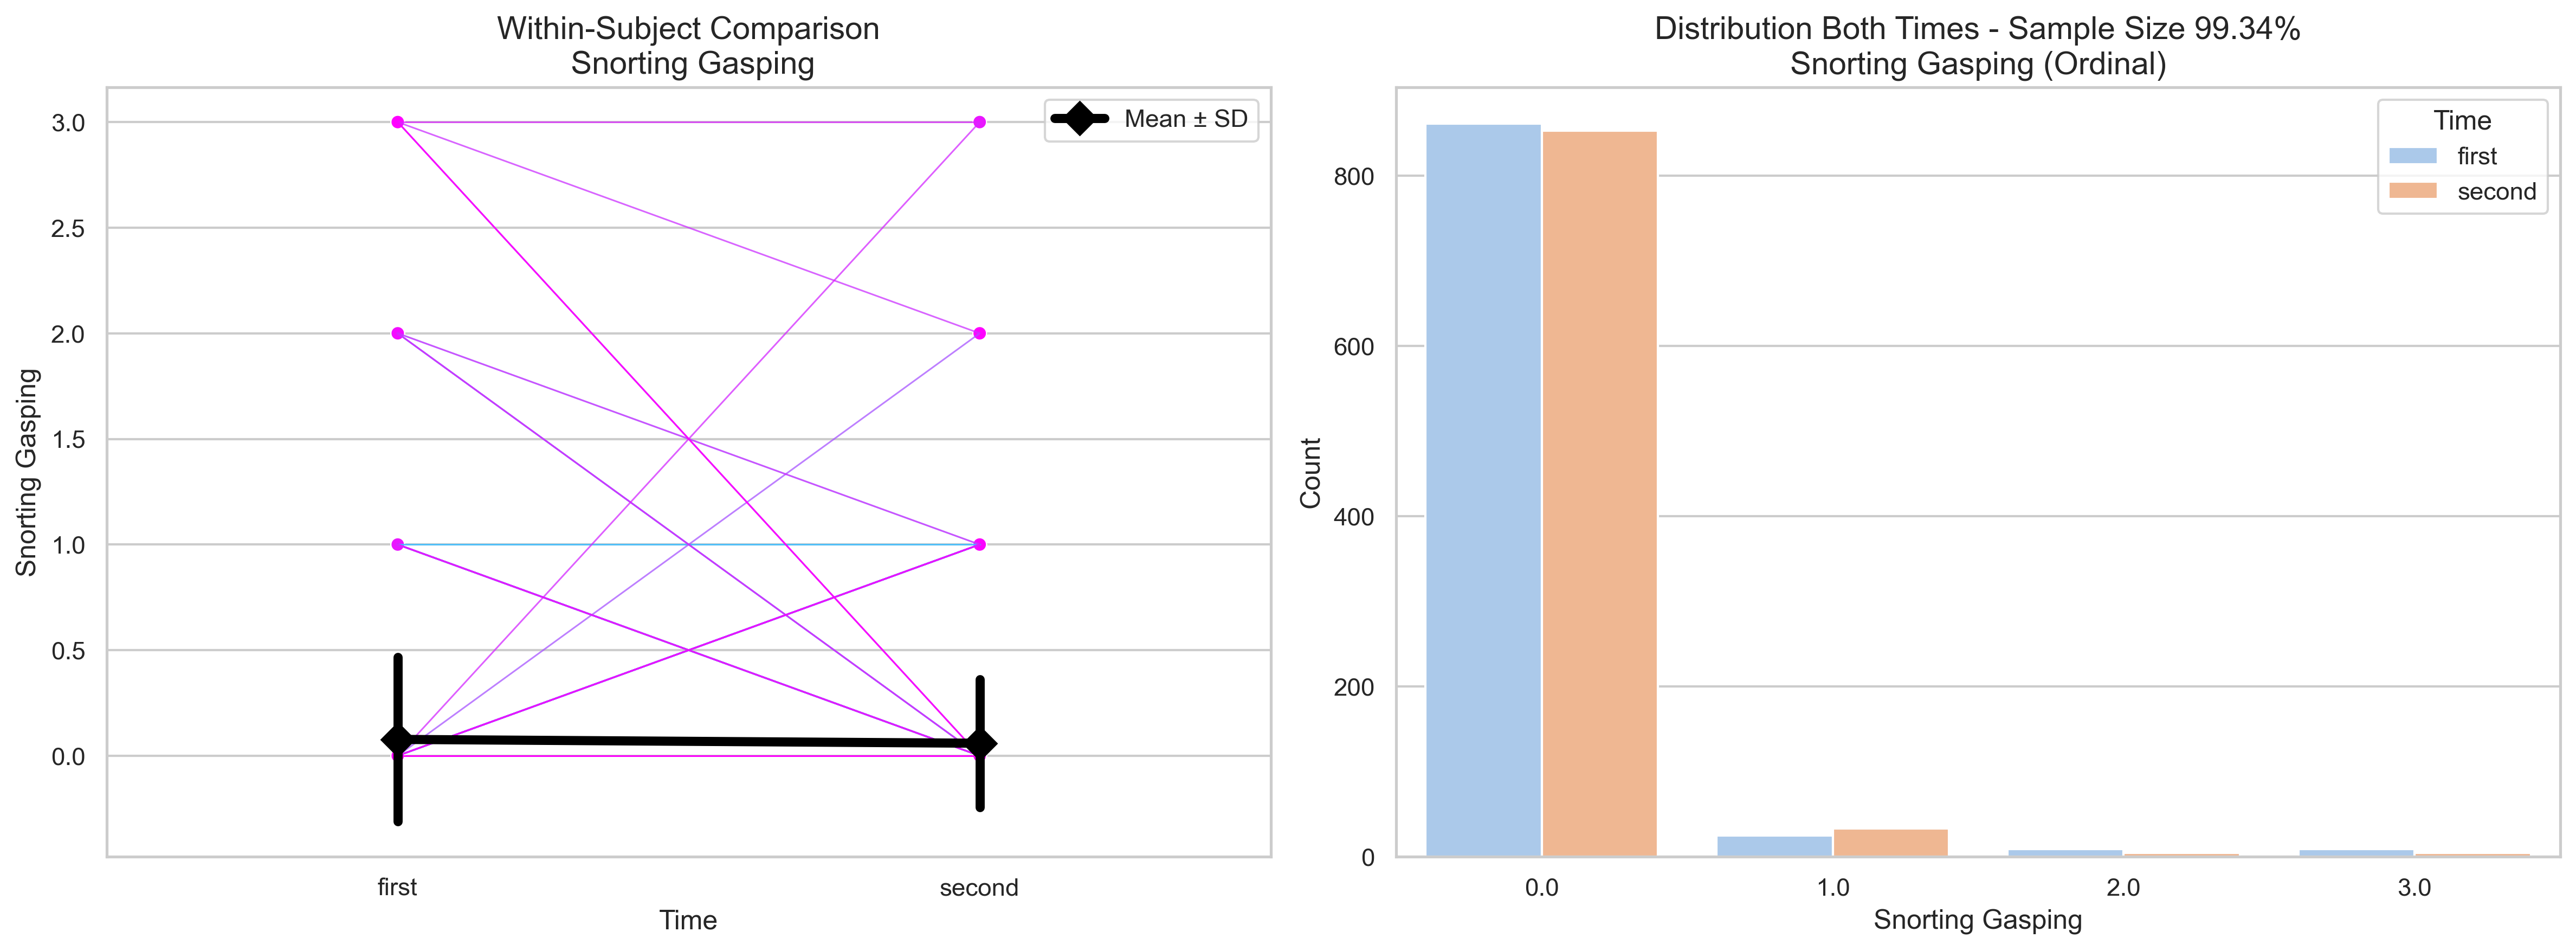 Within-Subject Comparison
Snorting Gasping
Mean ± SD
3.0
2.5
2.0
1.5
1.0
0.5
0.0
Snorting Gasping
first
second
Time
Distribution Both Times - Sample Size 99.34%
Snorting Gasping (Ordinal)
Time
first
second
800
600
400
200
0
Count
0.0
1.0
2.0
3.0
Snorting Gasping